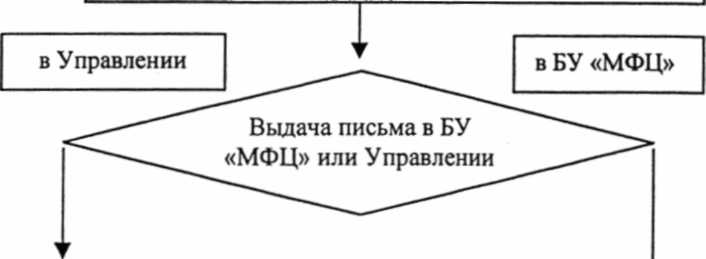 в Управлении
в БУ «МФЦ»
Выдача письма в БУ
«МФЦ» или Управлении